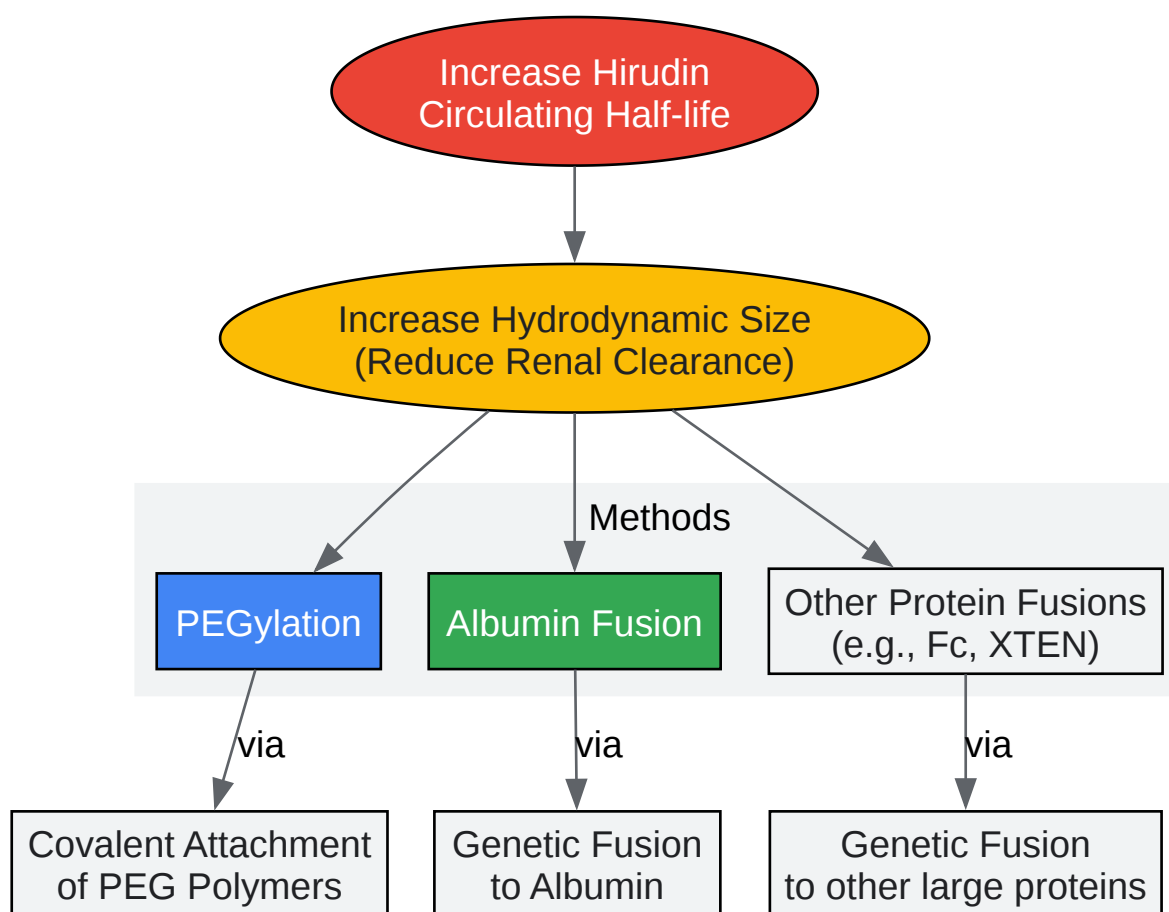 Increase Hirudin
Circulating Half-life
Increase Hydrodynamic Size
(Reduce Renal Clearance)
Methods
PEGylation
Albumin Fusion
Other Protein Fusions
(e.g., Fc, XTEN)
via
via
via
Covalent Attachment
of PEG Polymers
Genetic Fusion
to Albumin
Genetic Fusion
to other large proteins